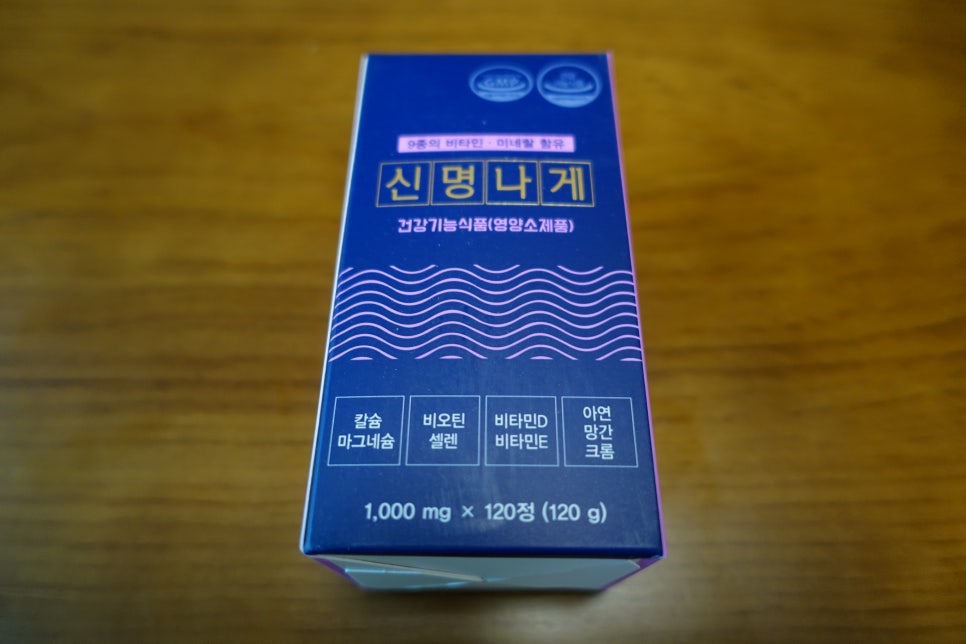 GMP
9종의 비타민 · 미네랄 함유
신명나게
건강기능식품(영양소제품)
칼슘
마그네슘
비오틴
셀렌
비타민D
비타민E
아연
망간
크롬
1,000 mg × 120정 (120 g)